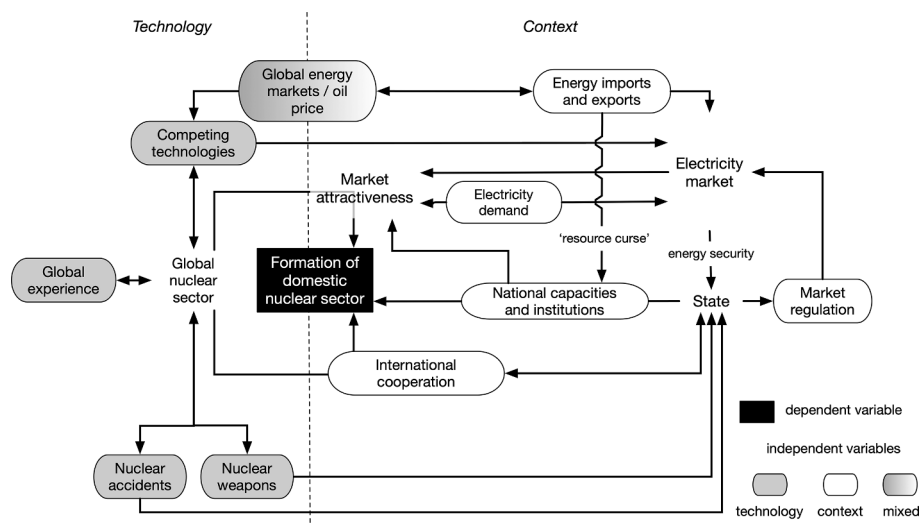 Technology
Context
Global energy
markets / oil
price
Energy imports
and exports
Competing
technologies
Market
attractiveness
Electricity
demand
Electricity
market
'resource curse'
energy security
Global
experience
Global
nuclear
sector
Formation of
domestic
nuclear sector
National capacities
and institutions
State
Market
regulation
International
cooperation
Nuclear
accidents
Nuclear
weapons
dependent variable
independent variables
technology
context
mixed